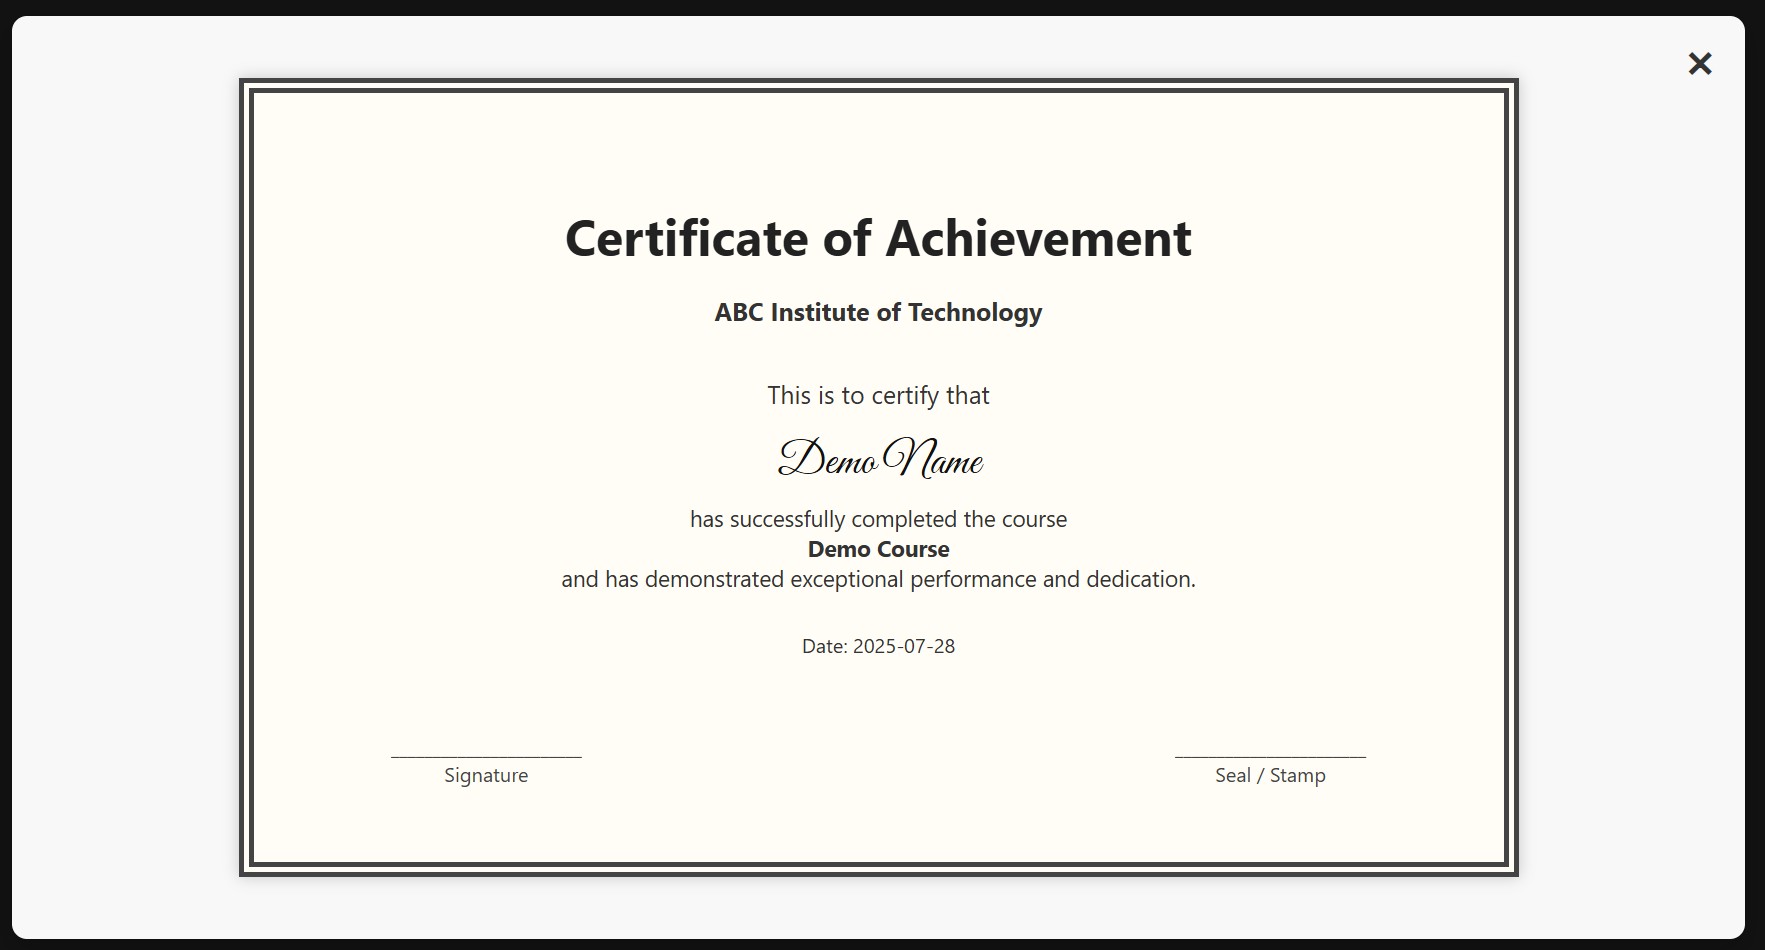 Certificate of Achievement
ABC Institute of Technology
This is to certify that
Demo Name
has successfully completed the course
Demo Course
and has demonstrated exceptional performance and dedication.
Date: 2025-07-28
Signature
Seal / Stamp